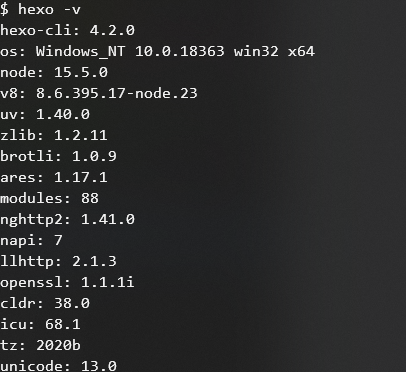 $ hexo -v
hexo-cli: 4.2.0
os: Windows_NT 10.0.18363 win32 x64
node: 15.5.0
v8: 8.6.395.17-node.23
uv: 1.40.0
zlib: 1.2.11
brotli: 1.0.9
ares: 1.17.1
modules: 88
nghttp2: 1.41.0
napi: 7
llhttp: 2.1.3
openssl: 1.1.1i
cldr: 38.0
icu: 68.1
tz: 2020b
unicode: 13.0